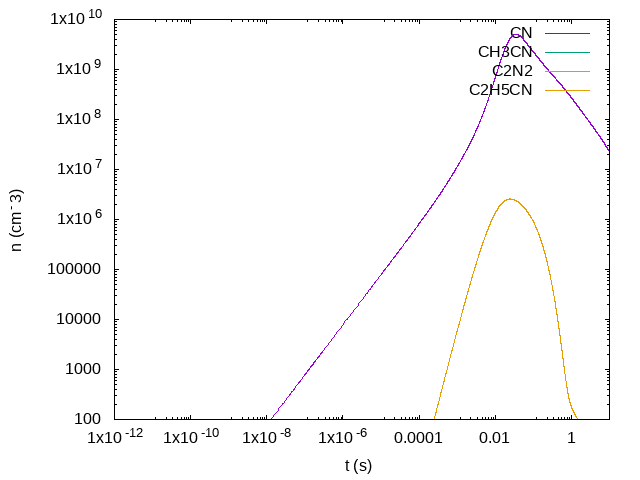 1x10^10
1x10^9
1x10^8
1x10^7
1x10^6
100000
10000
1000
100
n (cm^-3)
CN
CH3CN
C2N2
C2H5CN
1x10^-12 1x10^-10 1x10^-8 1x10^-6 0.0001 0.01 1
t (s)